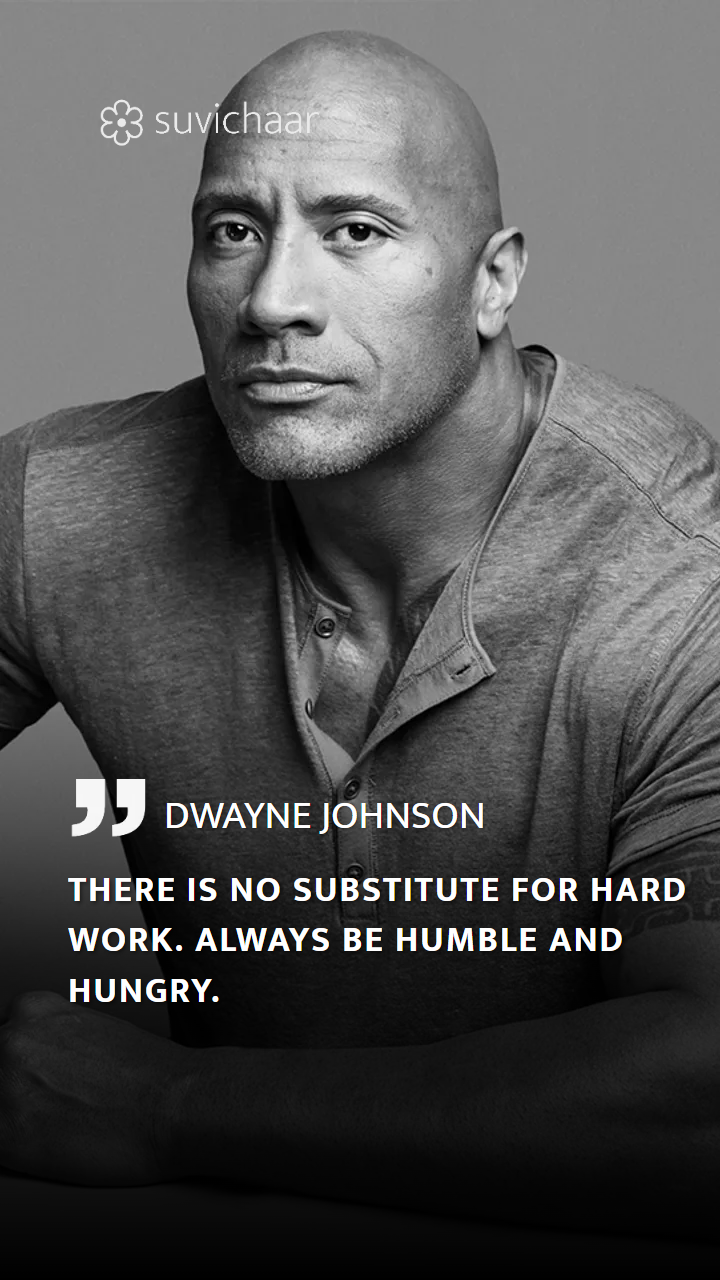 suvichaar
DWAYNE JOHNSON
THERE IS NO SUBSTITUTE FOR HARD
WORK. ALWAYS BE HUMBLE AND
HUNGRY.